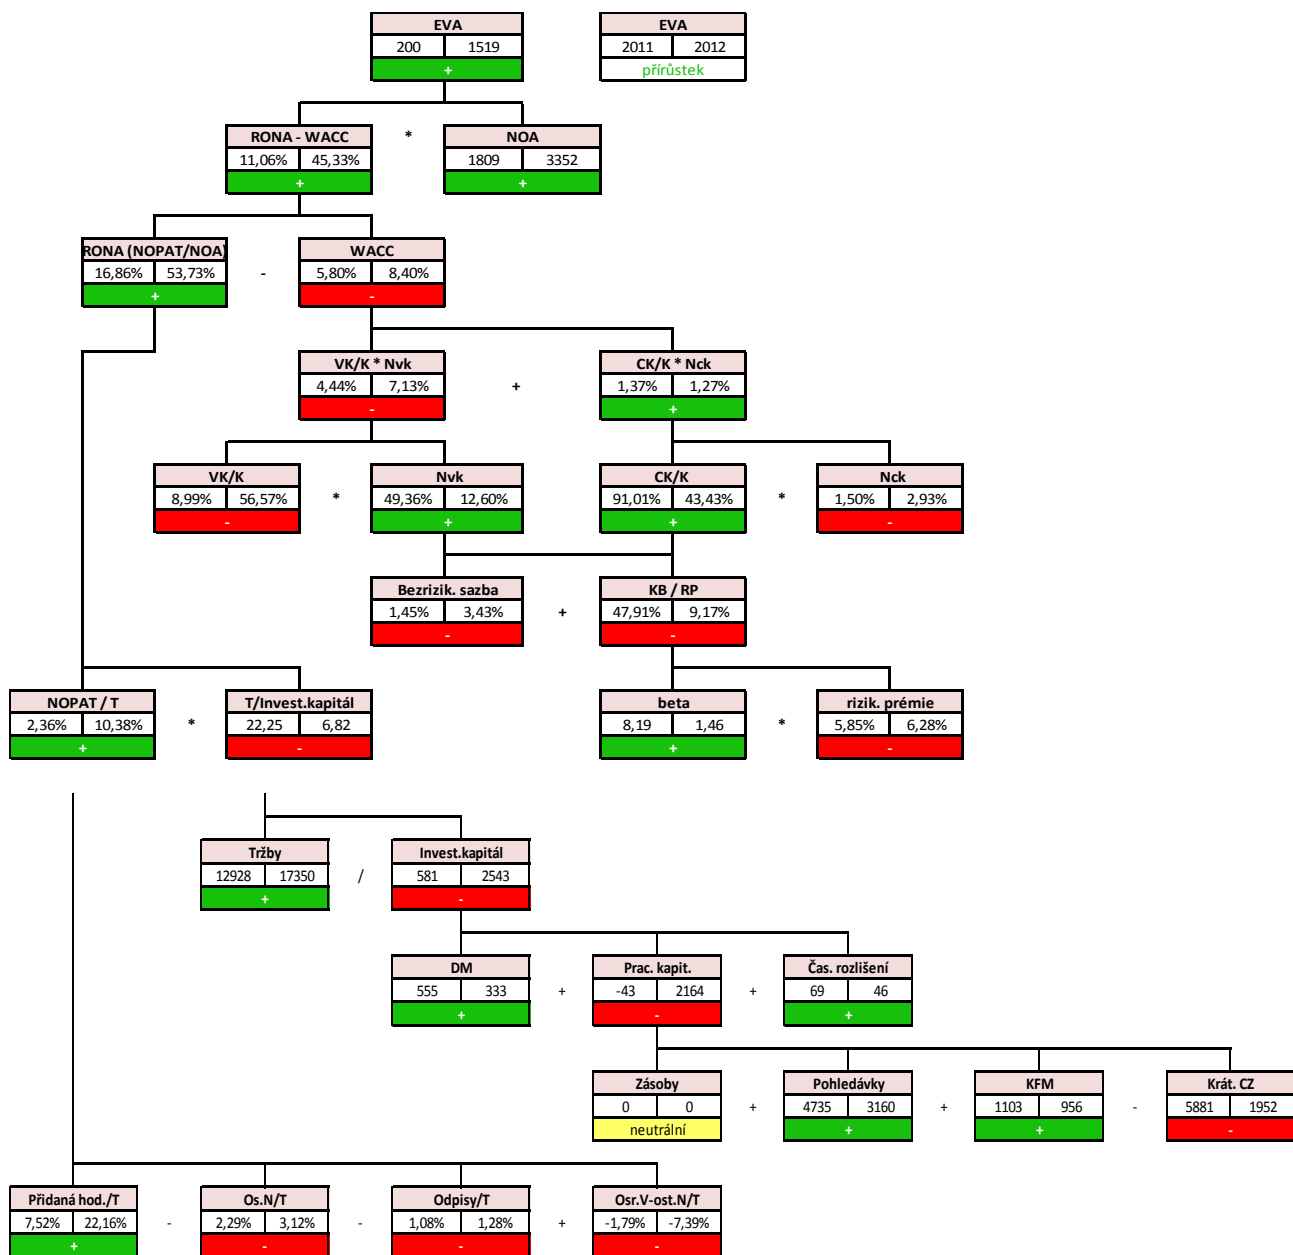 EVA EVA
200 1519 2011 2012
+ přírůstek
RONA - WACC * NOA
11,06% 45,33% 1809 3352
+ +
RONA (NOPAT/NOA) WACC
16,86% 53,73% - 5,80% 8,40%
+ -
VK/K * Nvk CK/K * Nck
4,44% 7,13% + 1,37% 1,27%
- +
VK/K Nvk CK/K Nck
8,99% 56,57% * 49,36% 12,60% 91,01% 43,43% * 1,50% 2,93%
- + + -
Bezrizik. sazba KB / RP
1,45% 3,43% + 47,91% 9,17%
- -
NOPAT / T T/Invest.kapitál beta rizik. prémie
2,36% 10,38% * 22,25 6,82 8,19 1,46 * 5,85% 6,28%
+ - + -
Tržby Invest.kapitál
12928 17350 / 581 2543
+ -
DM Prac. kapit. Čas. rozlišení
555 333 + -43 2164 + 69 46
+ - +
Zásoby Pohledávky KFM Krát. CZ
0 0 + 4735 3160 + 1103 956 - 5881 1952
neutrální + + -
Přidaná hod./T Os.N/T Odpisy/T Osr.V-ost.N/T
7,52% 22,16% - 2,29% 3,12% - 1,08% 1,28% + -1,79% -7,39%
+ - - -